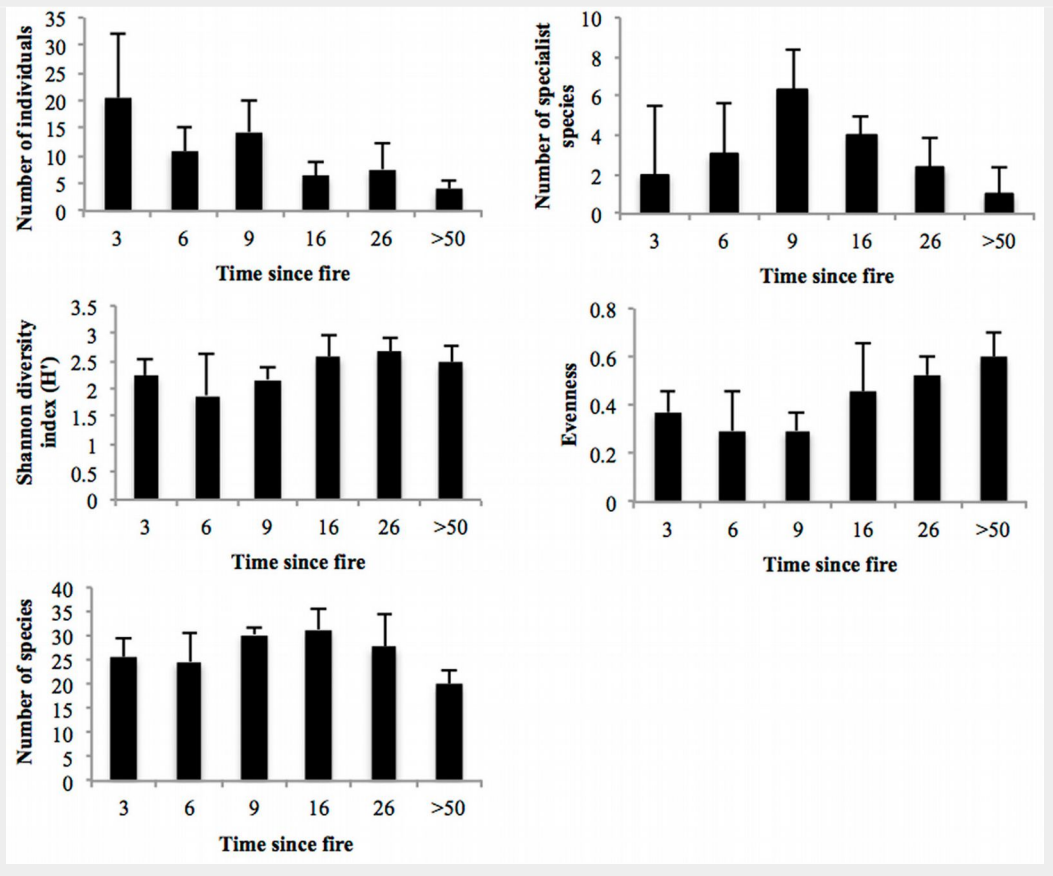 Number of individuals
35
30
25
20
15
10
5
0
3 6 9 16 26 >50
Time since fire
Number of specialist
species
10
8
6
4
2
0
3 6 9 16 26 >50
Time since fire
Shannon diversity
index (H')
3.5
3
2.5
2
1.5
1
0.5
0
3 6 9 16 26 >50
Time since fire
Evenness
0.8
0.6
0.4
0.2
0
3 6 9 16 26 >50
Time since fire
Number of species
40
35
30
25
20
15
10
5
0
3 6 9 16 26 >50
Time since fire